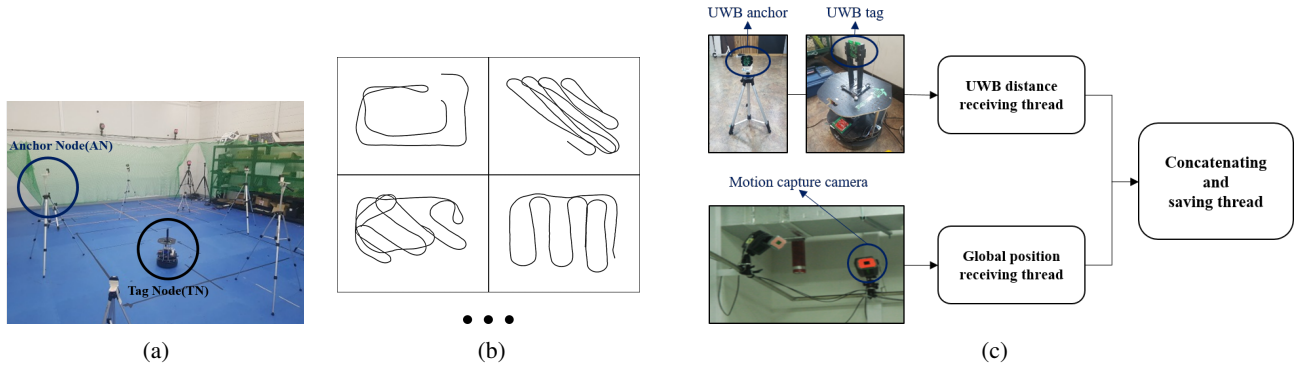 Anchor Node(AN)
Tag Node(TN)
(a)
(b)
UWB anchor
UWB tag
UWB distance
receiving thread
Motion capture camera
Global position
receiving thread
Concatenating
and
saving thread
(c)